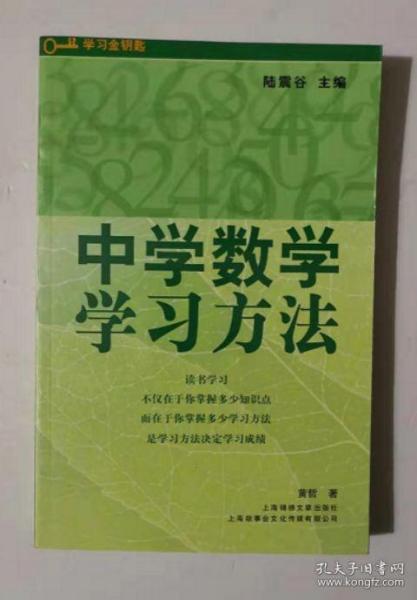 学习金钥匙
陆震谷 主编
中学数学
学习方法
读书学习
不仅在于你掌握多少知识点
而在于你掌握多少学习方法
是学习方法决定学习成绩
黄哲 著
上海锦绣文章出版社
上海故事会文化传媒有限公司
孔夫子旧书网